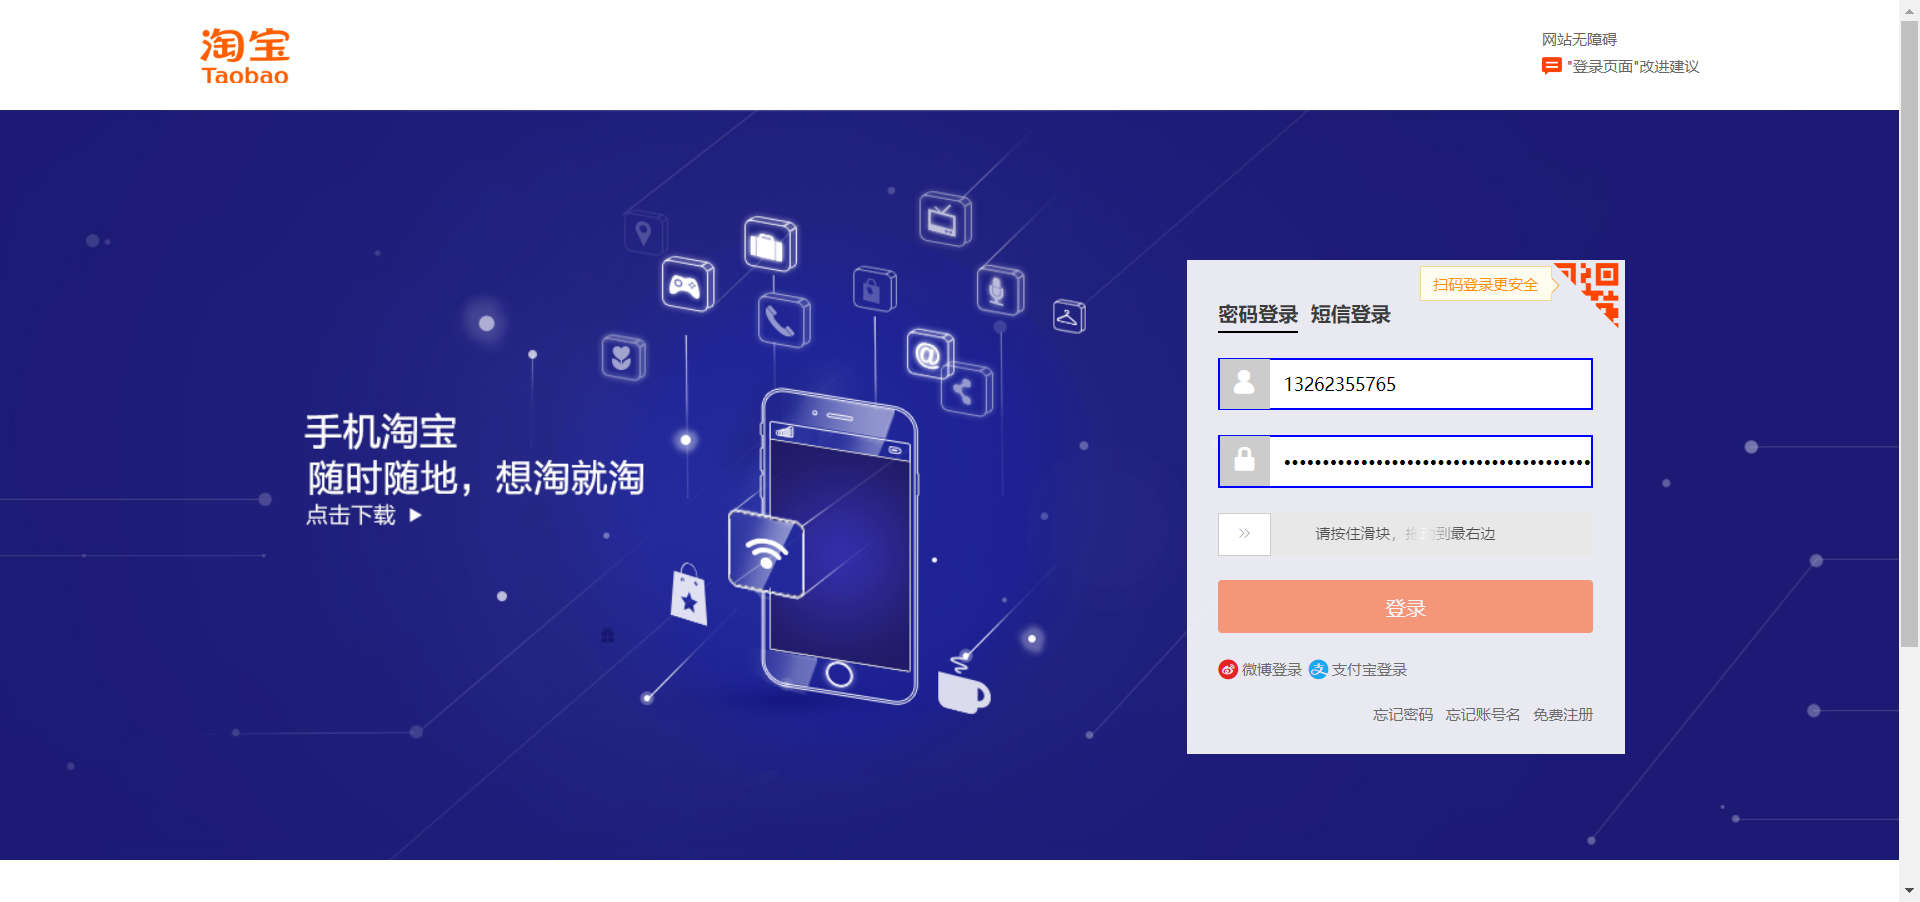 淘宝
Taobao
网站无障碍
"登录页面"改进建议
手机淘宝
随时随地，想淘就淘
点击下载
扫码登录更安全
密码登录 短信登录
13262355765
请按住滑块，拖动到最右边
登录
微博登录 支付宝登录
忘记密码 忘记账号名 免费注册